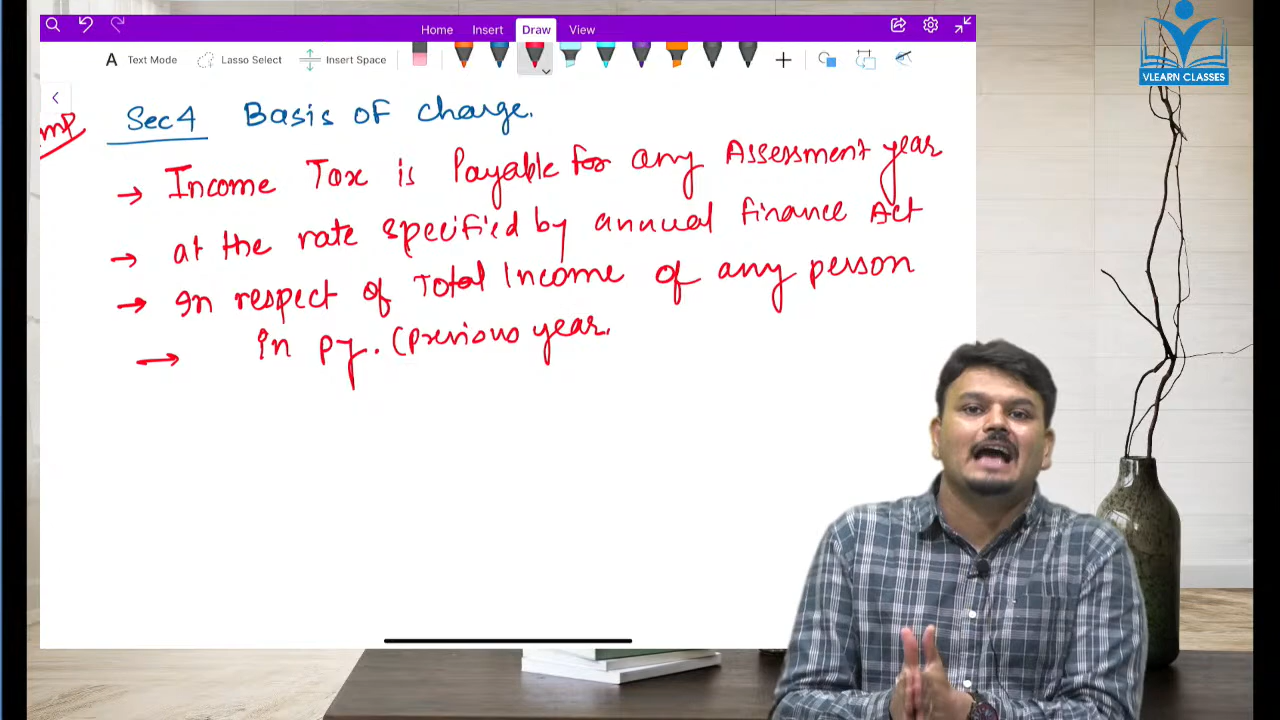 Home Insert Draw View
Text Mode Lasso Select Insert Space
VLEARN CLASSES
Imp
Sec 4 Basis of charge.
→ Income Tax is Payable for any Assessment year
→ at the rate specified by annual finance Act
→ In respect of Total Income of any person
→ in py. (Previous year.